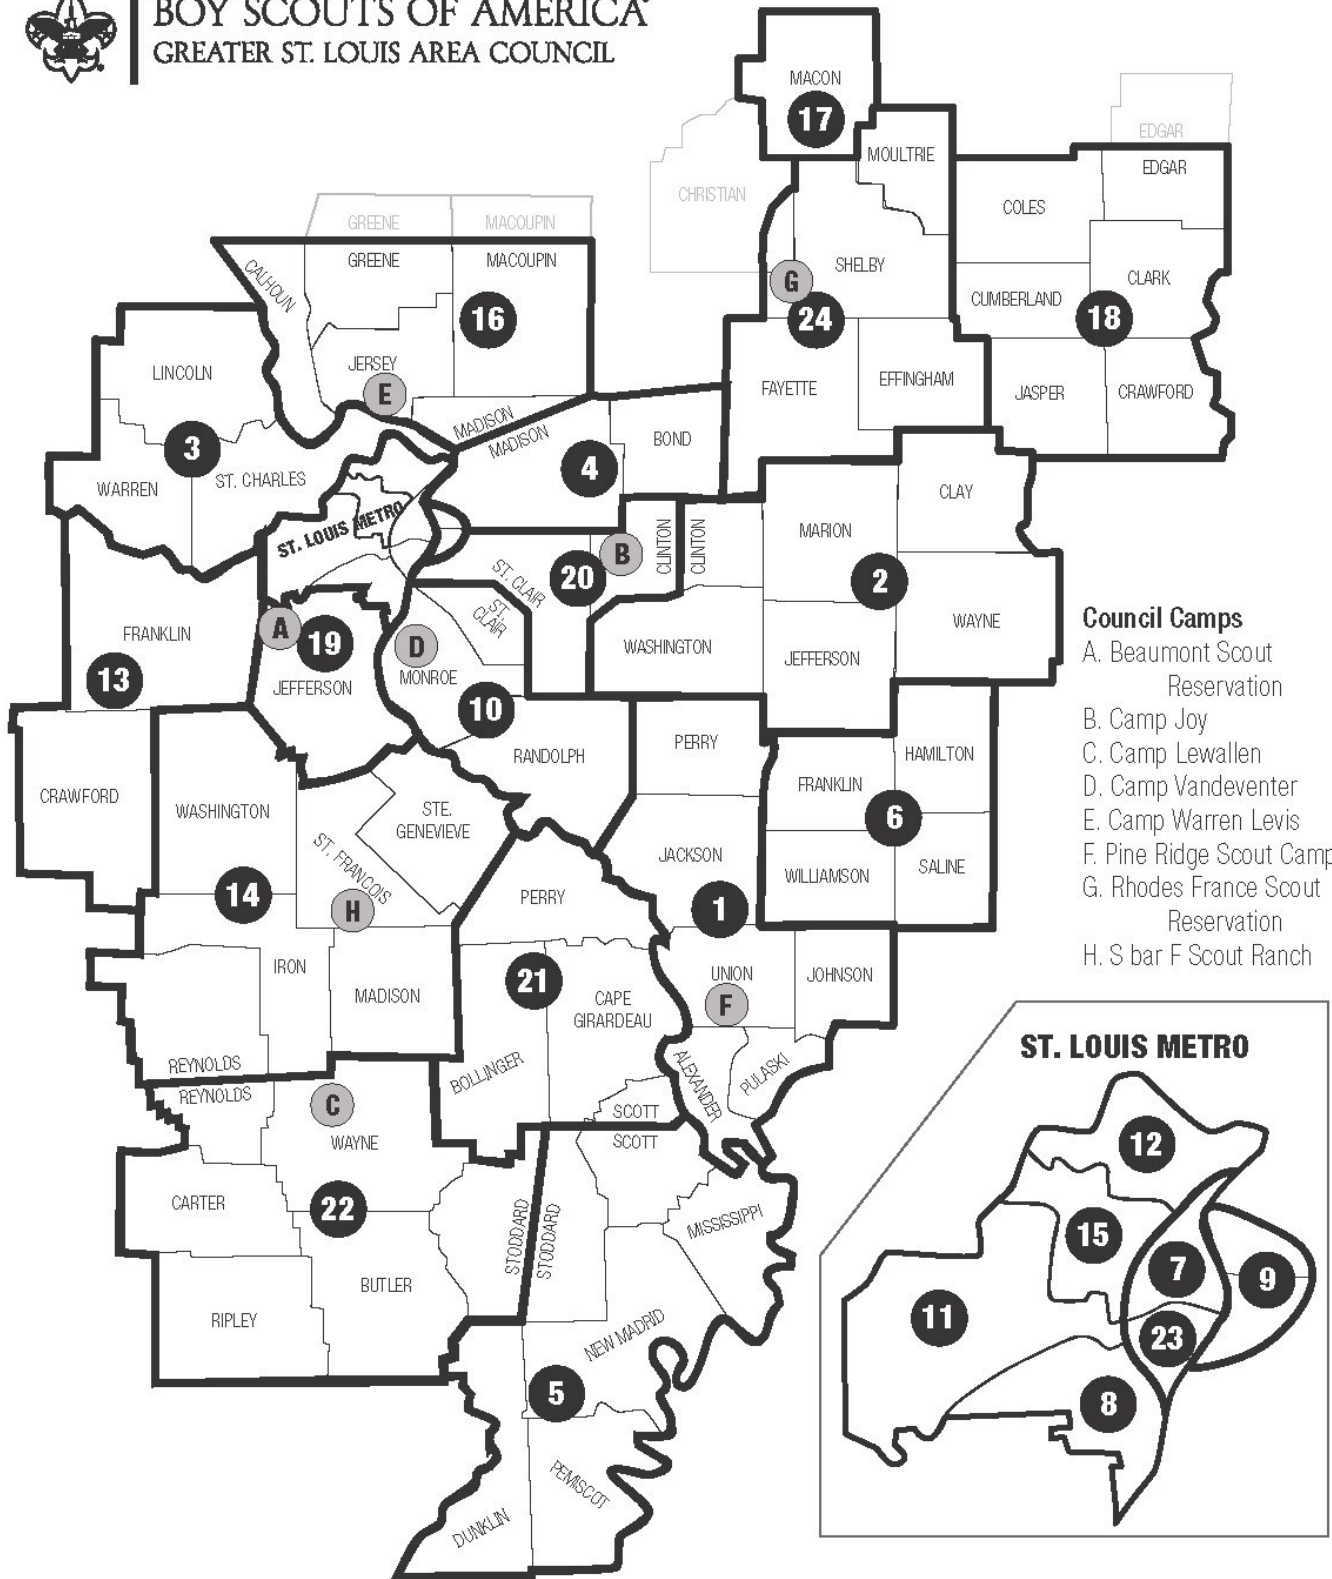 BOY SCOUTS OF AMERICA
GREATER ST. LOUIS AREA COUNCIL
MACON
17
MOULTRIE
EDGAR
EDGAR
CHRISTIAN
COLES
GREENE
MACOUPIN
GREENE
MACOUPIN
CALHOUN
SHELBY
G
24
CLARK
CUMBERLAND
18
16
LINCOLN
JERSEY
E
FAYETTE
EFFINGHAM
JASPER
CRAWFORD
MADISON
MADISON
BOND
3
4
WARREN
ST. CHARLES
CLAY
ST. LOUIS METRO
MARION
CLINTON
CLINTON
B
20
2
ST. CLAIR
ST.
CLAIR
WAYNE
FRANKLIN
A
19
D
WASHINGTON
JEFFERSON
13
JEFFERSON
MONROE
10
RANDOLPH
PERRY
HAMILTON
FRANKLIN
CRAWFORD
WASHINGTON
STE.
GENEVIEVE
6
ST. FRANCOIS
JACKSON
WILLIAMSON
SALINE
14
H
PERRY
1
IRON
MADISON
21
CAPE
GIRARDEAU
UNION
F
JOHNSON
REYNOLDS
REYNOLDS
BOLLINGER
ALEXANDER
PULASKI
C
WAYNE
SCOTT
SCOTT
CARTER
22
STODDARD
STODDARD
MISSISSIPPI
BUTLER
RIPLEY
NEW MADRID
5
PEMISCOT
DUNKLIN
Council Camps
A. Beaumont Scout
Reservation
B. Camp Joy
C. Camp Lewallen
D. Camp Vandeventer
E. Camp Warren Levis
F. Pine Ridge Scout Camp
G. Rhodes France Scout
Reservation
H. S bar F Scout Ranch
ST. LOUIS METRO
12
15
7
9
11
23
8